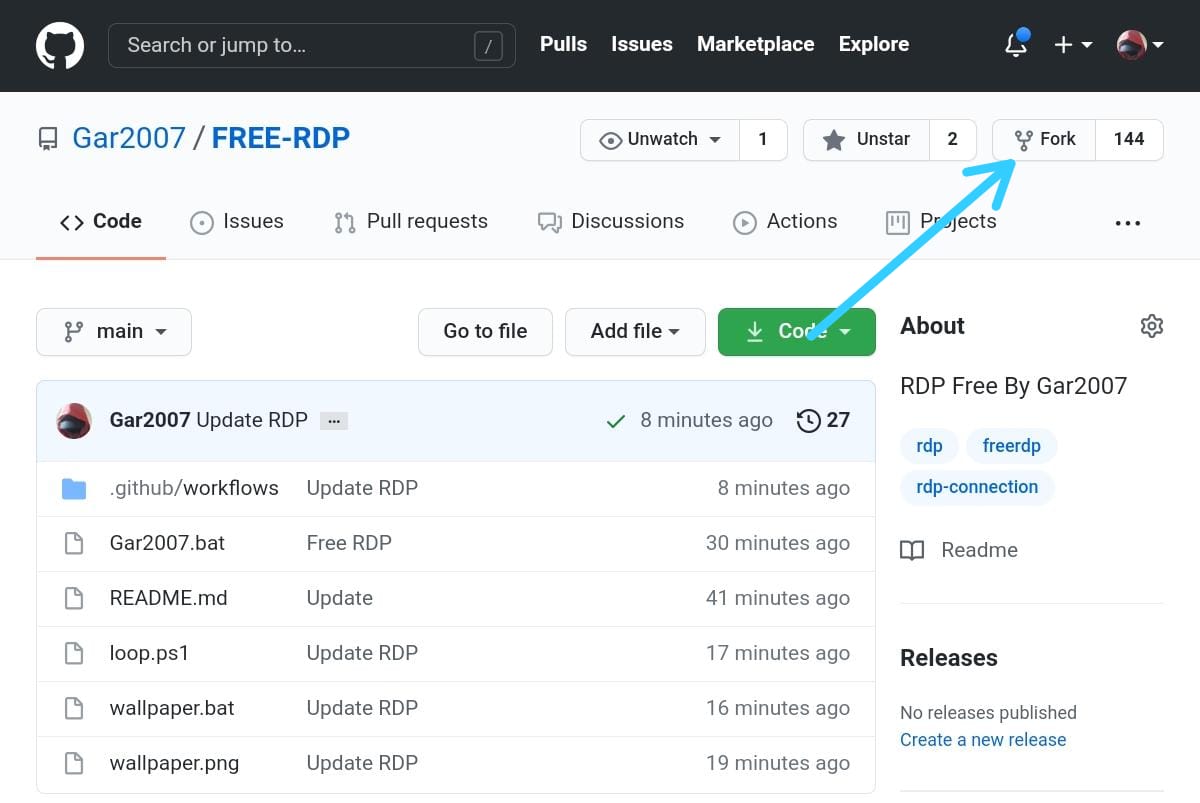 Search or jump to… / Pulls Issues Marketplace Explore
Gar2007 / FREE-RDP Unwatch 1 Unstar 2 Fork 144
Code Issues Pull requests Discussions Actions Projects ...
main Go to file Add file Code About
RDP Free By Gar2007
Gar2007 Update RDP ... 8 minutes ago 27
rdp freerdp
rdp-connection
.github/workflows Update RDP 8 minutes ago
Gar2007.bat Free RDP 30 minutes ago
Readme
README.md Update 41 minutes ago
loop.ps1 Update RDP 17 minutes ago
Releases
wallpaper.bat Update RDP 16 minutes ago
No releases published
Create a new release
wallpaper.png Update RDP 19 minutes ago